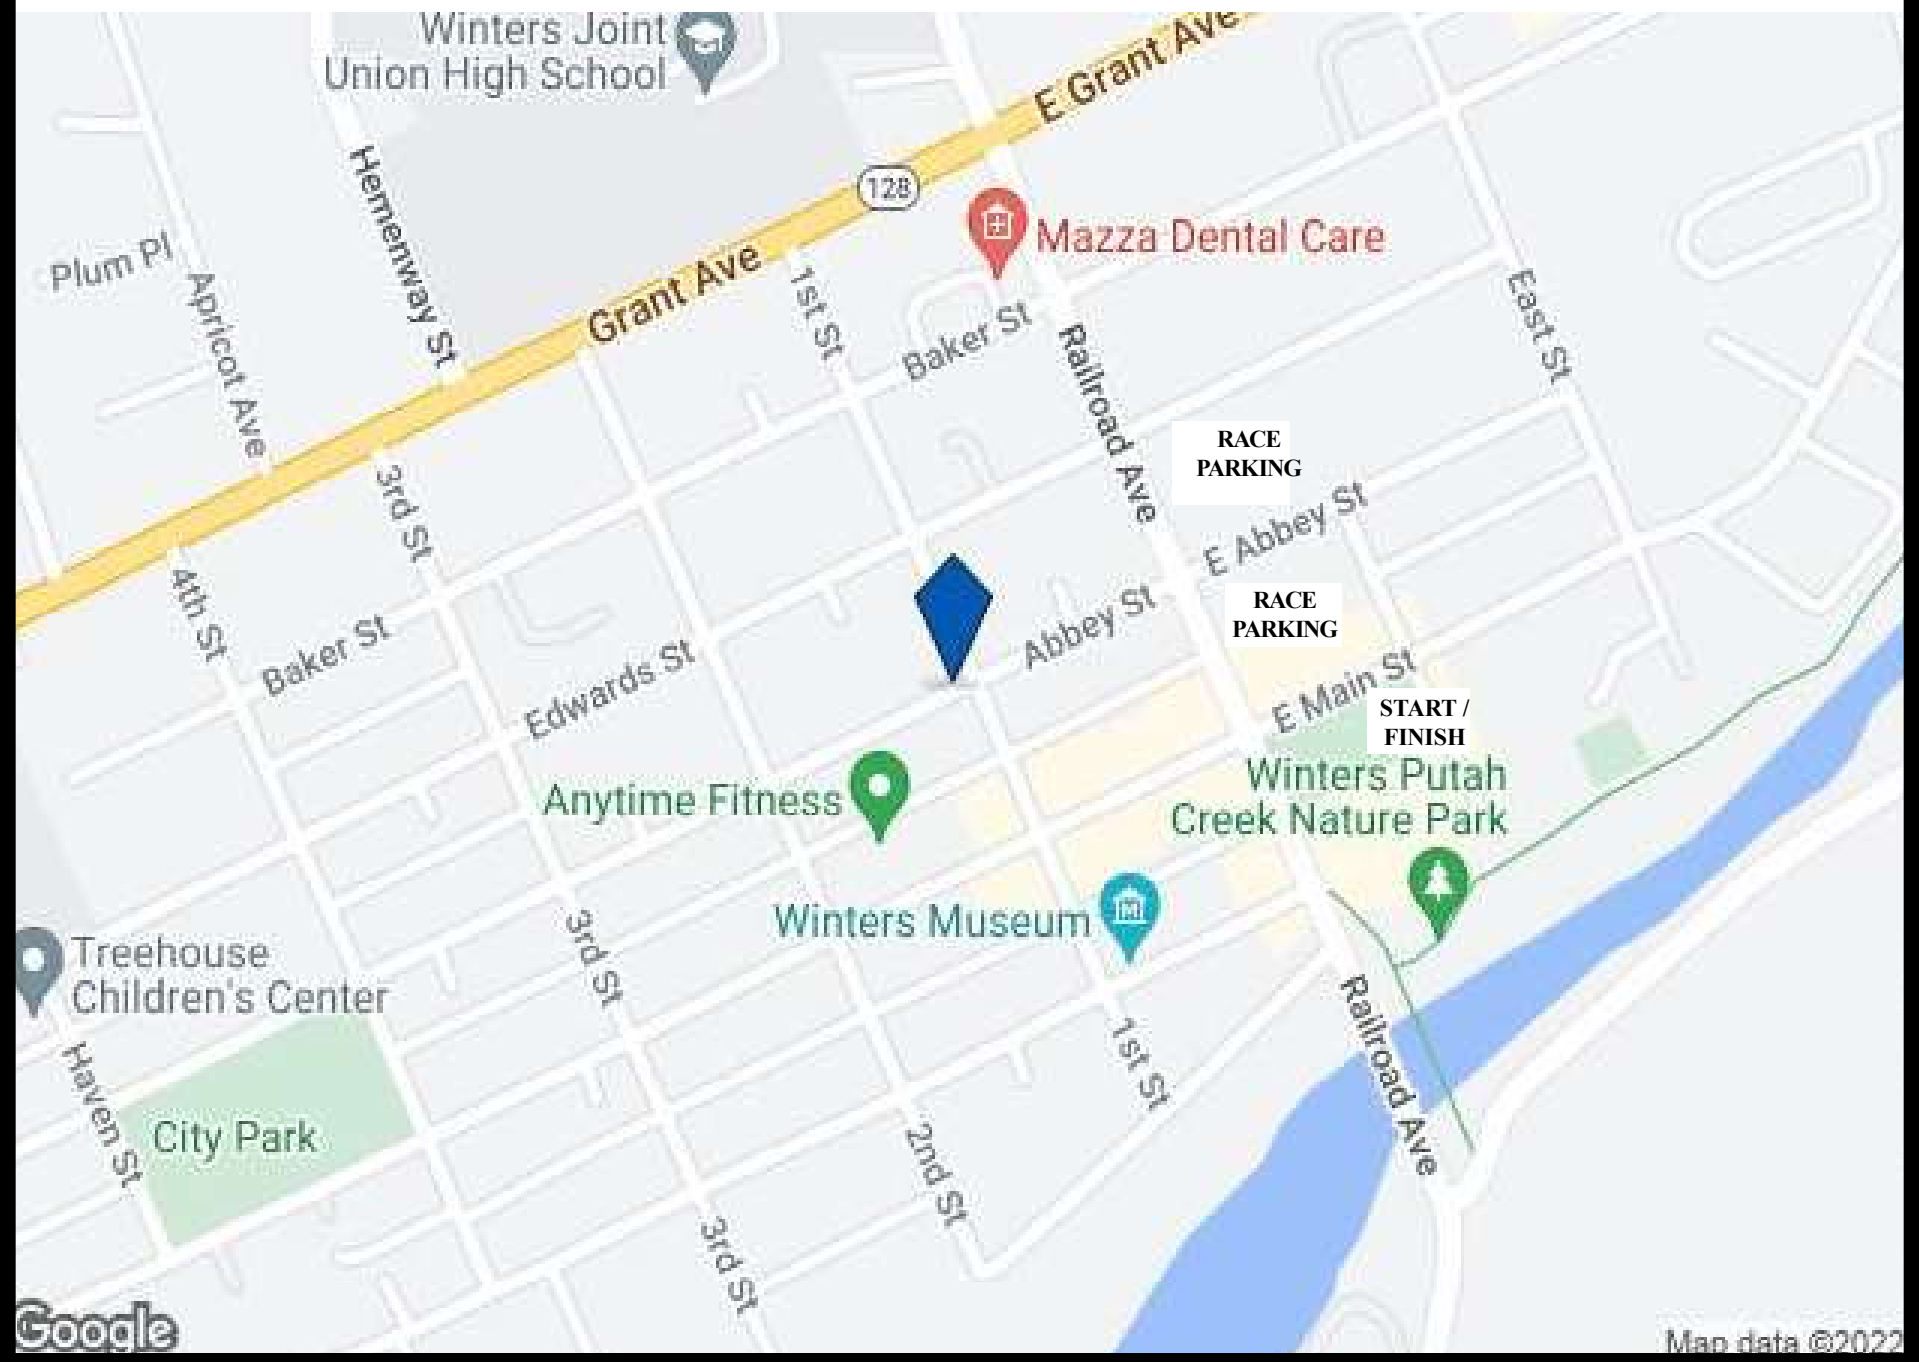 Winters Joint
Union High School
E Grant Ave
128
Hemenway St
Plum Pl
Apricot Ave
Grant Ave
1st St
Mazza Dental Care
Baker St
Railroad Ave
East St
RACE
PARKING
3rd St
E Abbey St
4th St
Abbey St
RACE
PARKING
Baker St
Edwards St
E Main St
START /
FINISH
Anytime Fitness
Winters Putah
Creek Nature Park
Winters Museum
3rd St
Treehouse
Children's Center
Railroad Ave
1st St
Haven St
City Park
2nd St
3rd St
Google
Map data ©2022